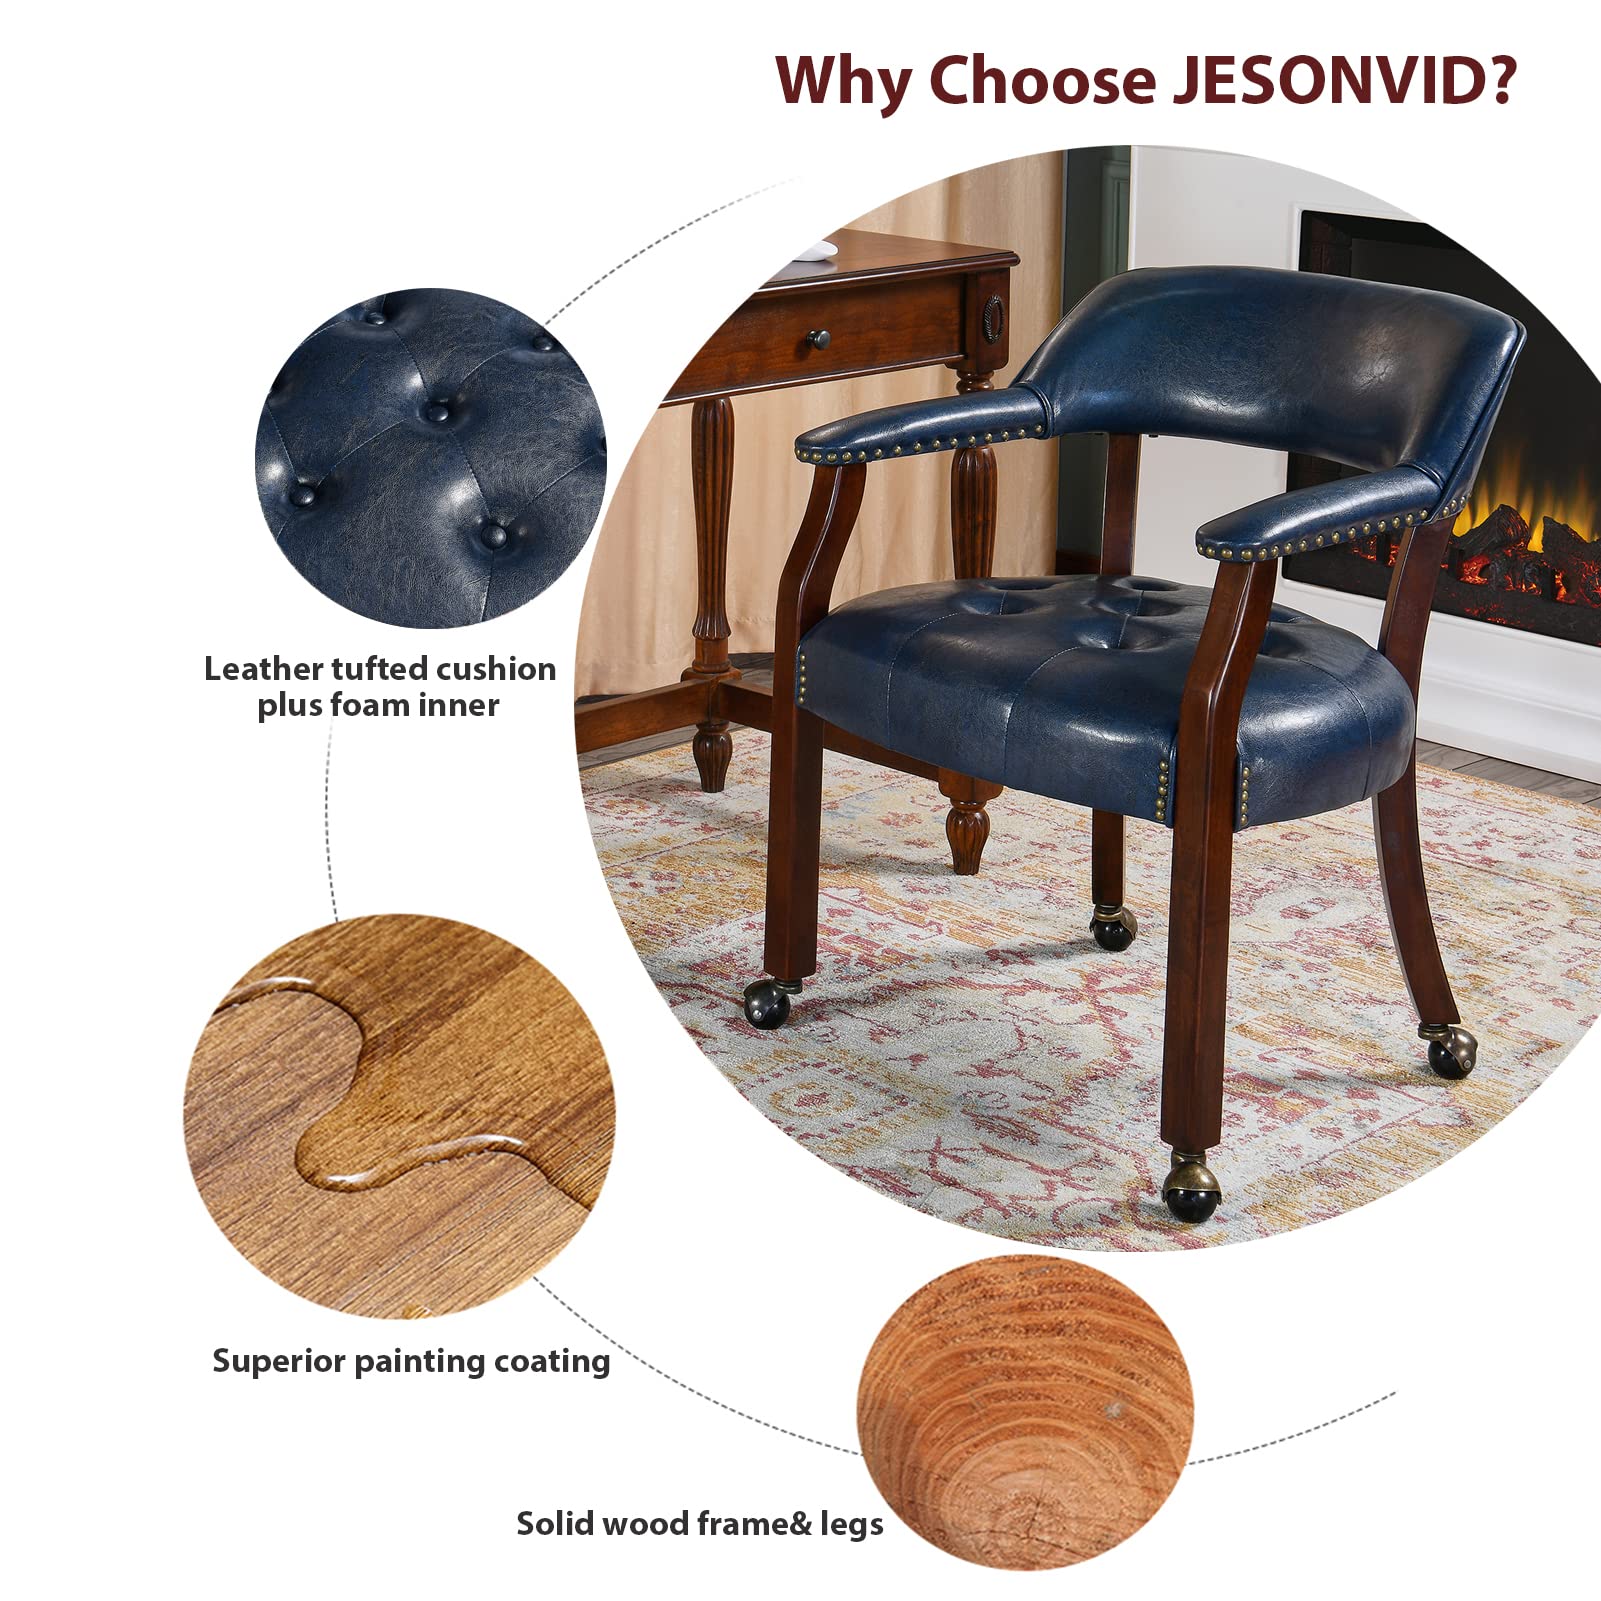 Why Choose JESONVID?
Leather tufted cushion
plus foam inner
Superior painting coating
Solid wood frame& legs